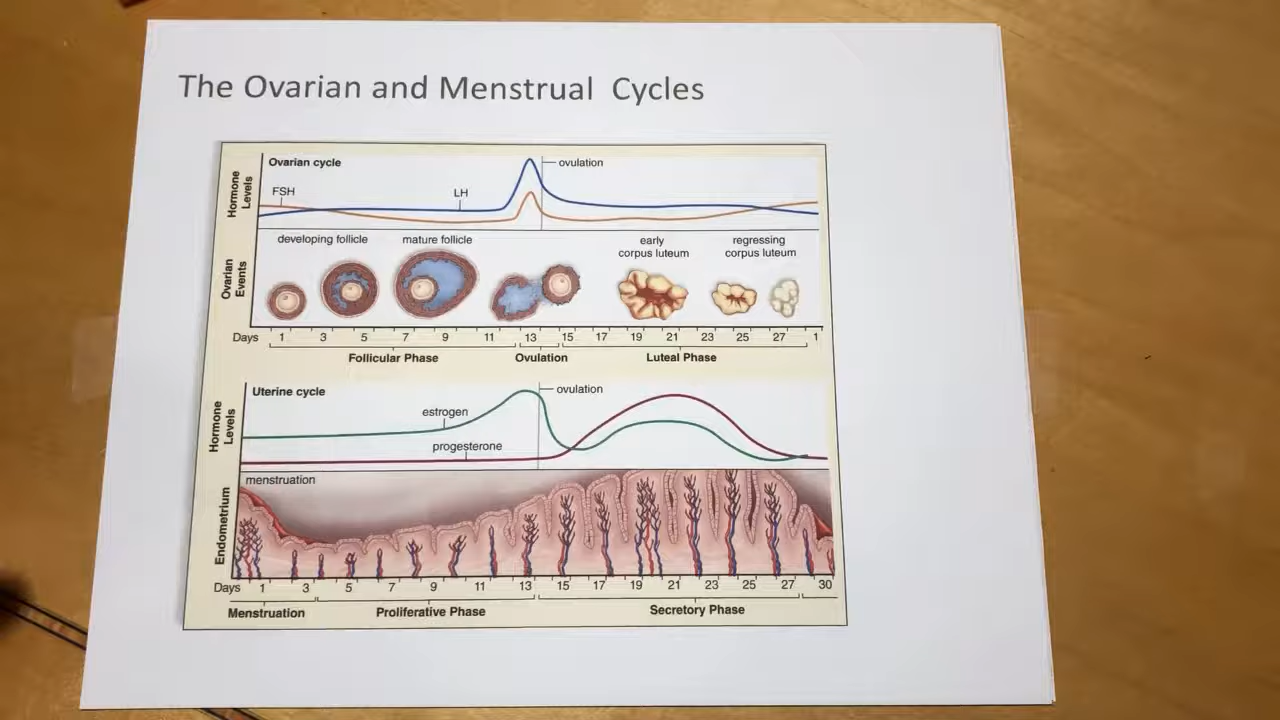 The Ovarian and Menstrual Cycles
Ovarian cycle
ovulation
Hormone
Levels
FSH
LH
developing follicle
mature follicle
early
corpus luteum
regressing
corpus luteum
Ovarian
Events
Days 1 3 5 7 9 11 13 15 17 19 21 23 25 27 1
Follicular Phase Ovulation Luteal Phase
Uterine cycle
ovulation
Hormone
Levels
estrogen
progesterone
menstruation
Endometrium
Days 1 3 5 7 9 11 13 15 17 19 21 23 25 27 30
Menstruation Proliferative Phase Secretory Phase